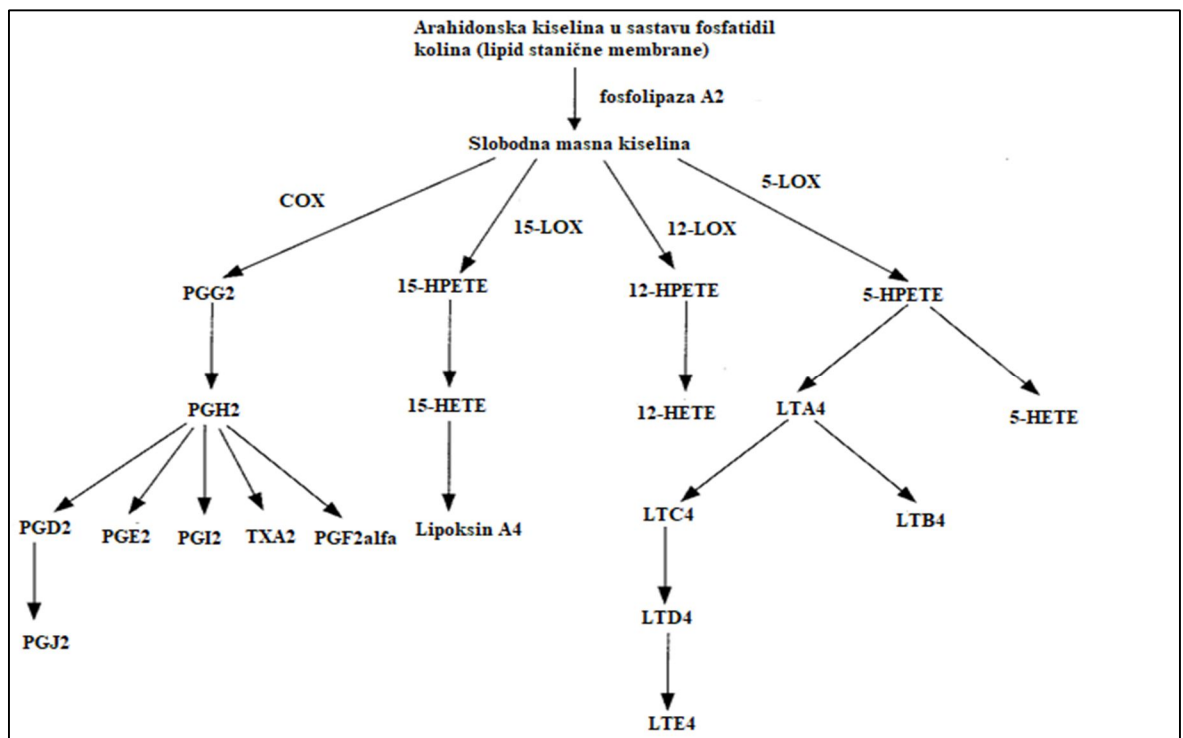 Arahidonska kiselina u sastavu fosfatidil
kolina (lipid stanične membrane)
fosfolipaza A2
Slobodna masna kiselina
5-LOX
COX
15-LOX
12-LOX
PGG2
15-HPETE
12-HPETE
5-HPETE
PGH2
15-HETE
12-HETE
LTA4
5-HETE
PGD2
PGE2
PGI2
TXA2
PGF2alfa
Lipoksin A4
LTC4
LTB4
LTD4
PGJ2
LTE4